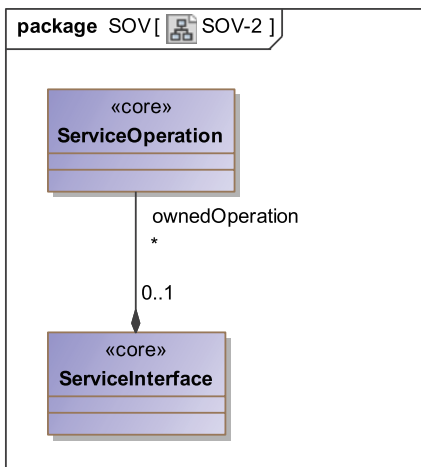 package SOV [ SOV-2 ]
«core»
ServiceOperation
ownedOperation
*
0..1
«core»
ServiceInterface